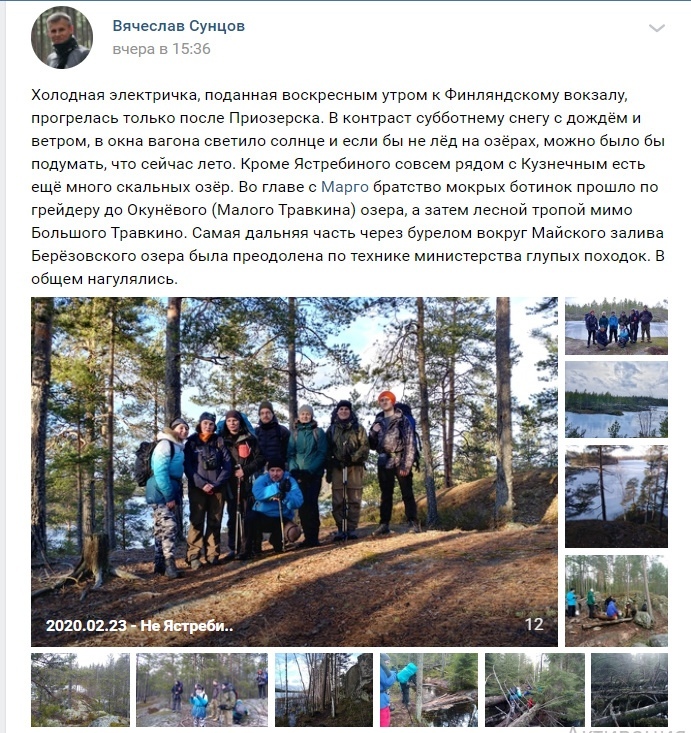 Вячеслав Сунцов
вчера в 15:36
Холодная электричка, поданная воскресным утром к Финляндскому вокзалу,
прогрелась только после Приозерска. В контраст субботнему снегу с дождём и
ветром, в окна вагона светило солнце и если бы не лёд на озёрах, можно было бы
подумать, что сейчас лето. Кроме Ястребиного совсем рядом с Кузнечным есть
ещё много скальных озёр. Во главе с Марго братство мокрых ботинок прошло по
грейдеру до Окунёвого (Малого Травкина) озера, а затем лесной тропой мимо
Большого Травкино. Самая дальняя часть через бурелом вокруг Майского залива
Берёзовского озера была преодолена по технике министерства глупых походок. В
общем нагулялись.
2020.02.23 - Не Ястреби..
12